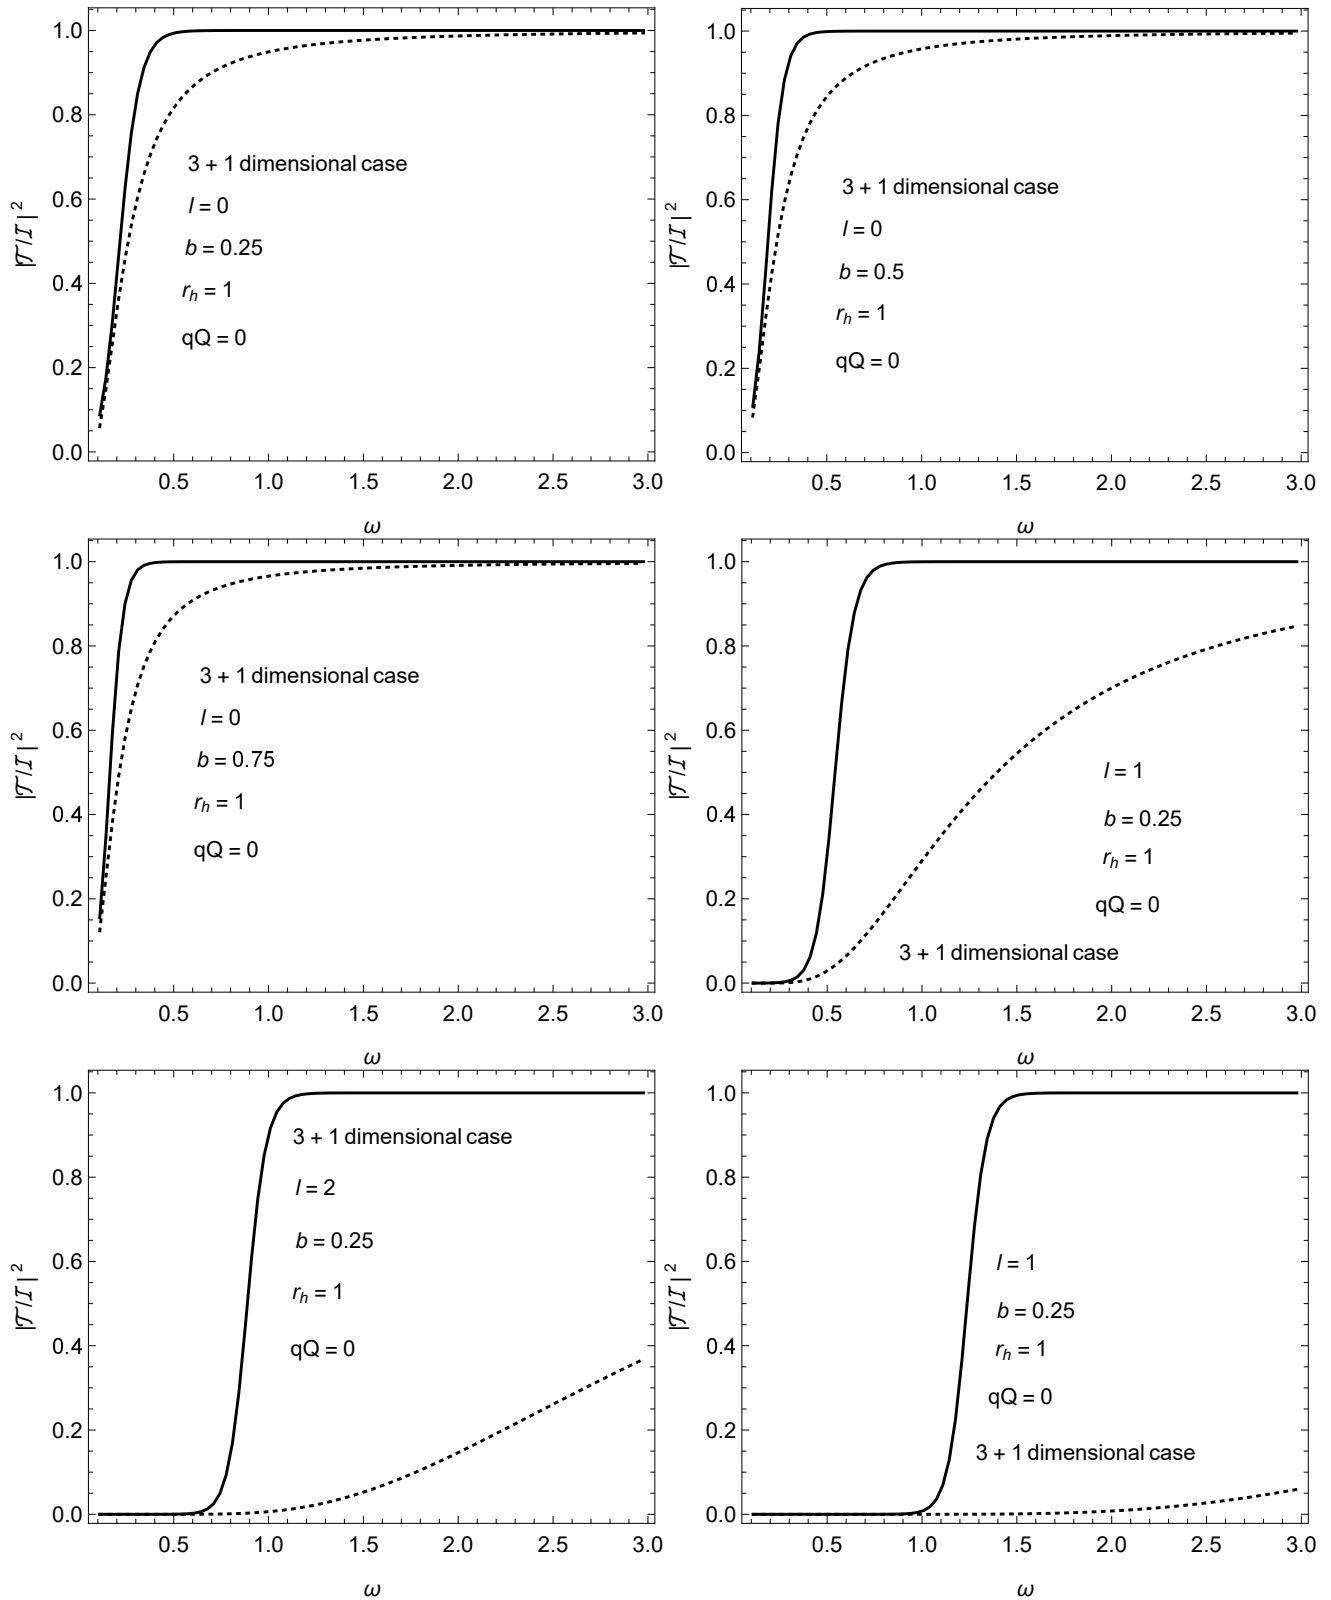 1.0
0.8
0.6
0.4
0.2
0.0
|𝒯/ℐ|²
3 + 1 dimensional case
l = 0
b = 0.25
r_h = 1
qQ = 0
0.5 1.0 1.5 2.0 2.5 3.0
ω
1.0
0.8
0.6
0.4
0.2
0.0
|𝒯/ℐ|²
3 + 1 dimensional case
l = 0
b = 0.5
r_h = 1
qQ = 0
0.5 1.0 1.5 2.0 2.5 3.0
ω
1.0
0.8
0.6
0.4
0.2
0.0
|𝒯/ℐ|²
3 + 1 dimensional case
l = 0
b = 0.75
r_h = 1
qQ = 0
0.5 1.0 1.5 2.0 2.5 3.0
ω
1.0
0.8
0.6
0.4
0.2
0.0
|𝒯/ℐ|²
l = 1
b = 0.25
r_h = 1
qQ = 0
3 + 1 dimensional case
0.5 1.0 1.5 2.0 2.5 3.0
ω
1.0
0.8
0.6
0.4
0.2
0.0
|𝒯/ℐ|²
3 + 1 dimensional case
l = 2
b = 0.25
r_h = 1
qQ = 0
0.5 1.0 1.5 2.0 2.5 3.0
ω
1.0
0.8
0.6
0.4
0.2
0.0
|𝒯/ℐ|²
l = 1
b = 0.25
r_h = 1
qQ = 0
3 + 1 dimensional case
0.5 1.0 1.5 2.0 2.5 3.0
ω